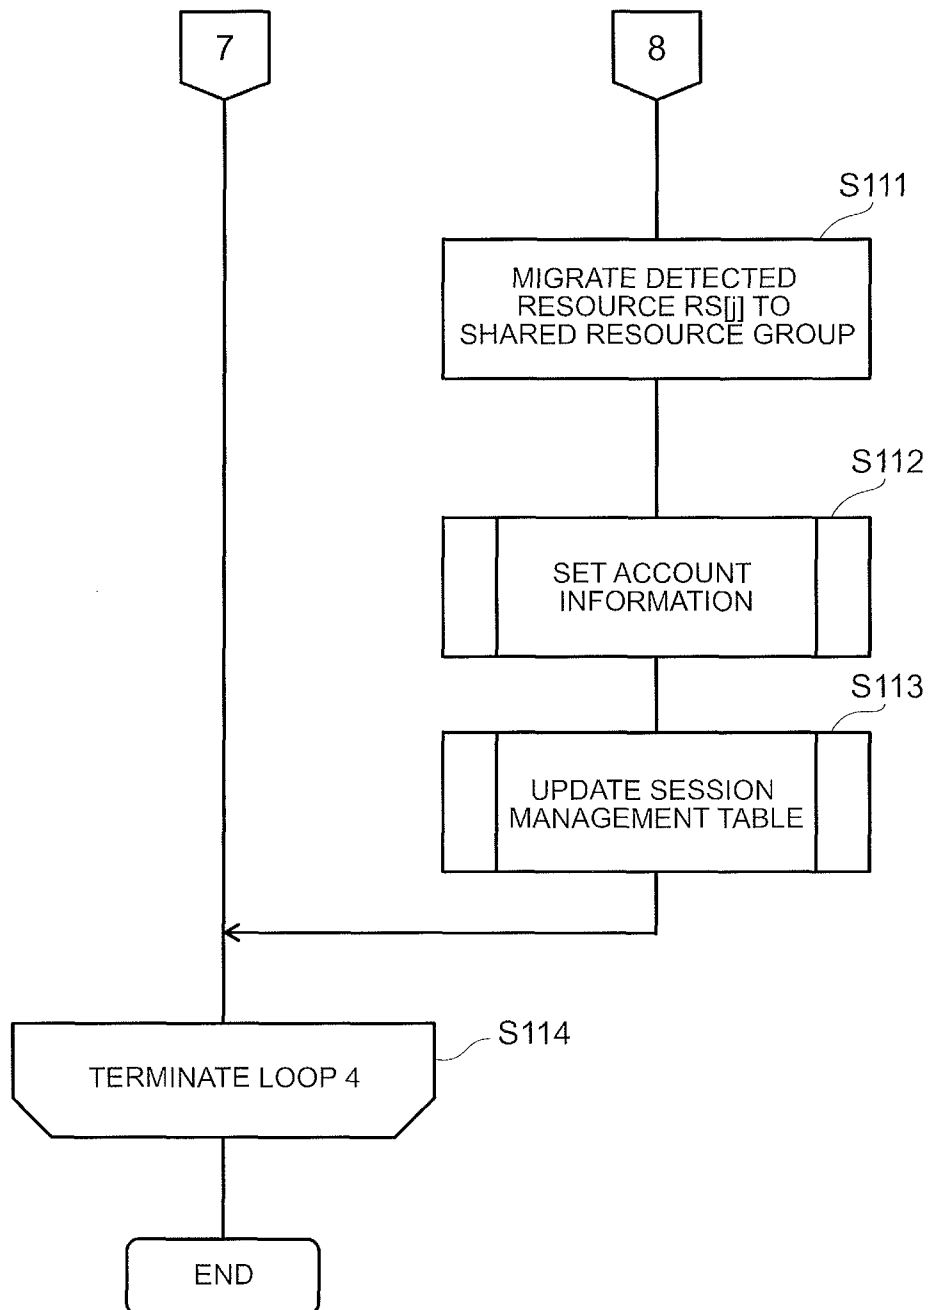 7
8
S111
MIGRATE DETECTED
RESOURCE RS[j] TO
SHARED RESOURCE GROUP
S112
SET ACCOUNT
INFORMATION
S113
UPDATE SESSION
MANAGEMENT TABLE
S114
TERMINATE LOOP 4
END